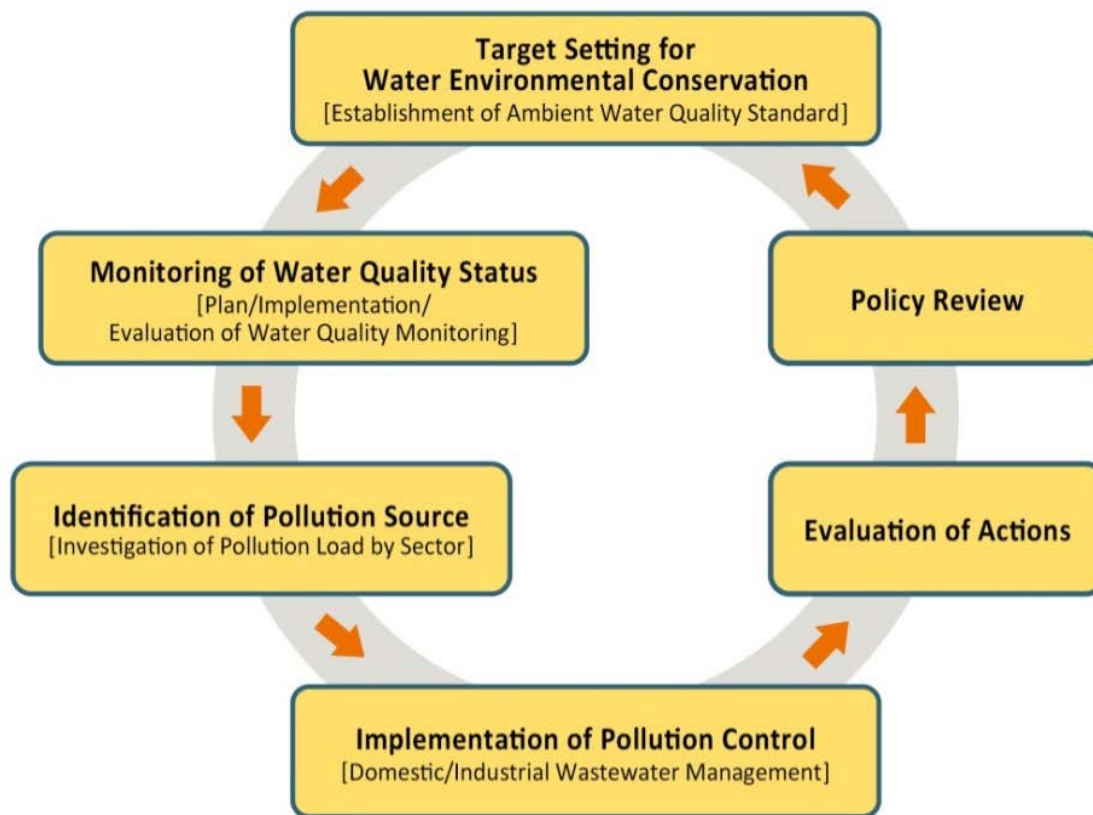 Target Setting for
Water Environmental Conservation
[Establishment of Ambient Water Quality Standard]
Monitoring of Water Quality Status
[Plan/Implementation/
Evaluation of Water Quality Monitoring]
Policy Review
Identification of Pollution Source
[Investigation of Pollution Load by Sector]
Evaluation of Actions
Implementation of Pollution Control
[Domestic/Industrial Wastewater Management]